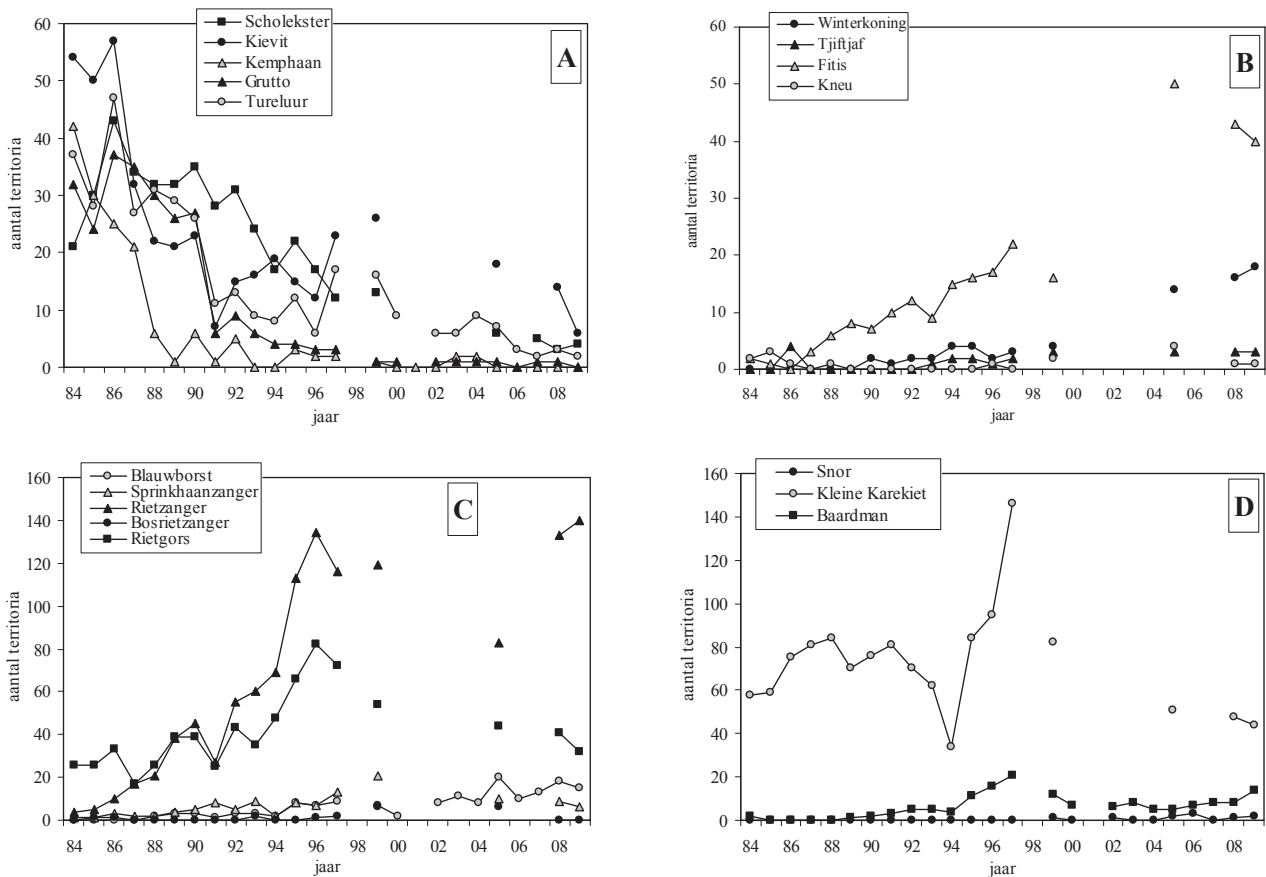 Scholekster
Kievit
Kemphaan
Grutto
Tureluur
A
60
50
40
30
20
10
0
aantal territoria
84 86 88 90 92 94 96 98 00 02 04 06 08
jaar
Winterkoning
Tjiftjaf
Fitis
Kneu
B
60
50
40
30
20
10
0
aantal territoria
84 86 88 90 92 94 96 98 00 02 04 06 08
jaar
Blauwborst
Sprinkhaanzanger
Rietzanger
Bosrietzanger
Rietgors
C
160
140
120
100
80
60
40
20
0
aantal territoria
84 86 88 90 92 94 96 98 00 02 04 06 08
jaar
Snor
Kleine Karekiet
Baardman
D
160
140
120
100
80
60
40
20
0
aantal territoria
84 86 88 90 92 94 96 98 00 02 04 06 08
jaar